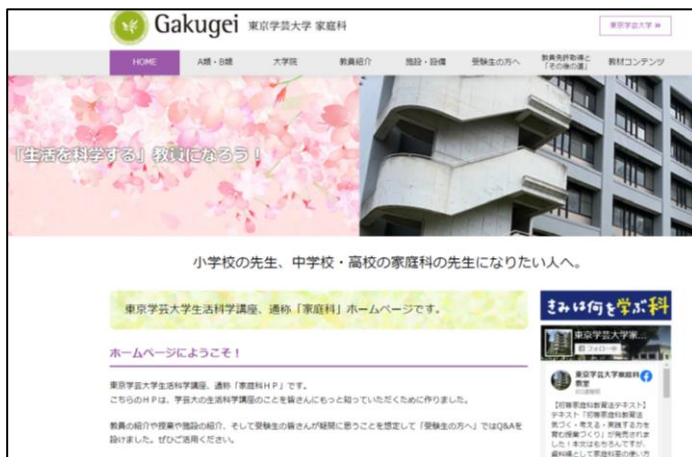 Gakugei 東京学芸大学 家庭科
東京学芸大学
HOME
A類・B類
大学院
教員紹介
施設・設備
受験生の方へ
教員免許取得と
「その後の道」
教材コンテンツ
「生活を科学する」教員になろう！
小学校の先生、中学校・高校の家庭科の先生になりたい人へ。
東京学芸大学生活科学講座、通称「家庭科」ホームページです。
ホームページにようこそ！
東京学芸大学生活科学講座、通称「家庭科ＨＰ」です。
こちらのＨＰは、学芸大の生活科学講座のことを皆さんにもっと知っていただくために作りました。
教員の紹介や授業や施設の紹介、そして受験生の皆さんが疑問に思うことを想定して「受験生の方へ」ではQ&Aを
設けました。ぜひご活用ください。
きみは何を学ぶ科
東京学芸大学家...
フォロー
東京学芸大学家庭科
教室
【初等家庭科教育法テキスト】
テキスト「初等家庭科教育法
気づく・考える・実践する力を
育む授業づくり」が発売されま
した！本文はもちろんですが、